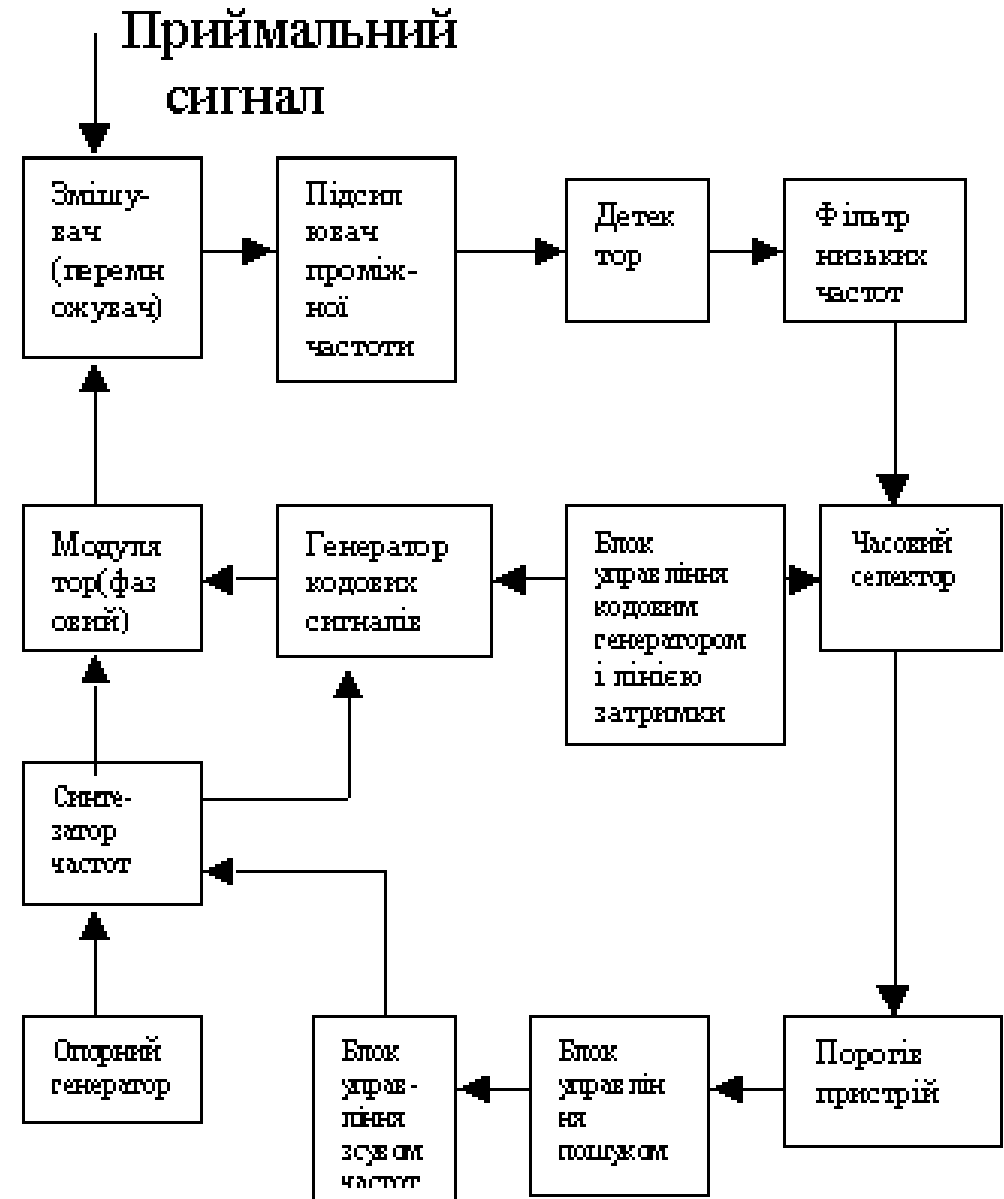 Приймальний
сигнал
Змішу-
вач
(перемн
ожувач)
Підсил
ювач
проміж-
ної
частоти
Детек
тор
Фільтр
низьких
частот
Модуля
тор(фаз
овий)
Генератор
кодових
сигналів
Блок
управління
кодовим
генератором
і лінією
затримки
Часовий
селектор
Синте-
затор
частот
Опорний
генератор
Блок
управ-
ління
зсувом
частот
Блок
управлін
ня
пошуком
Порогів
пристрій